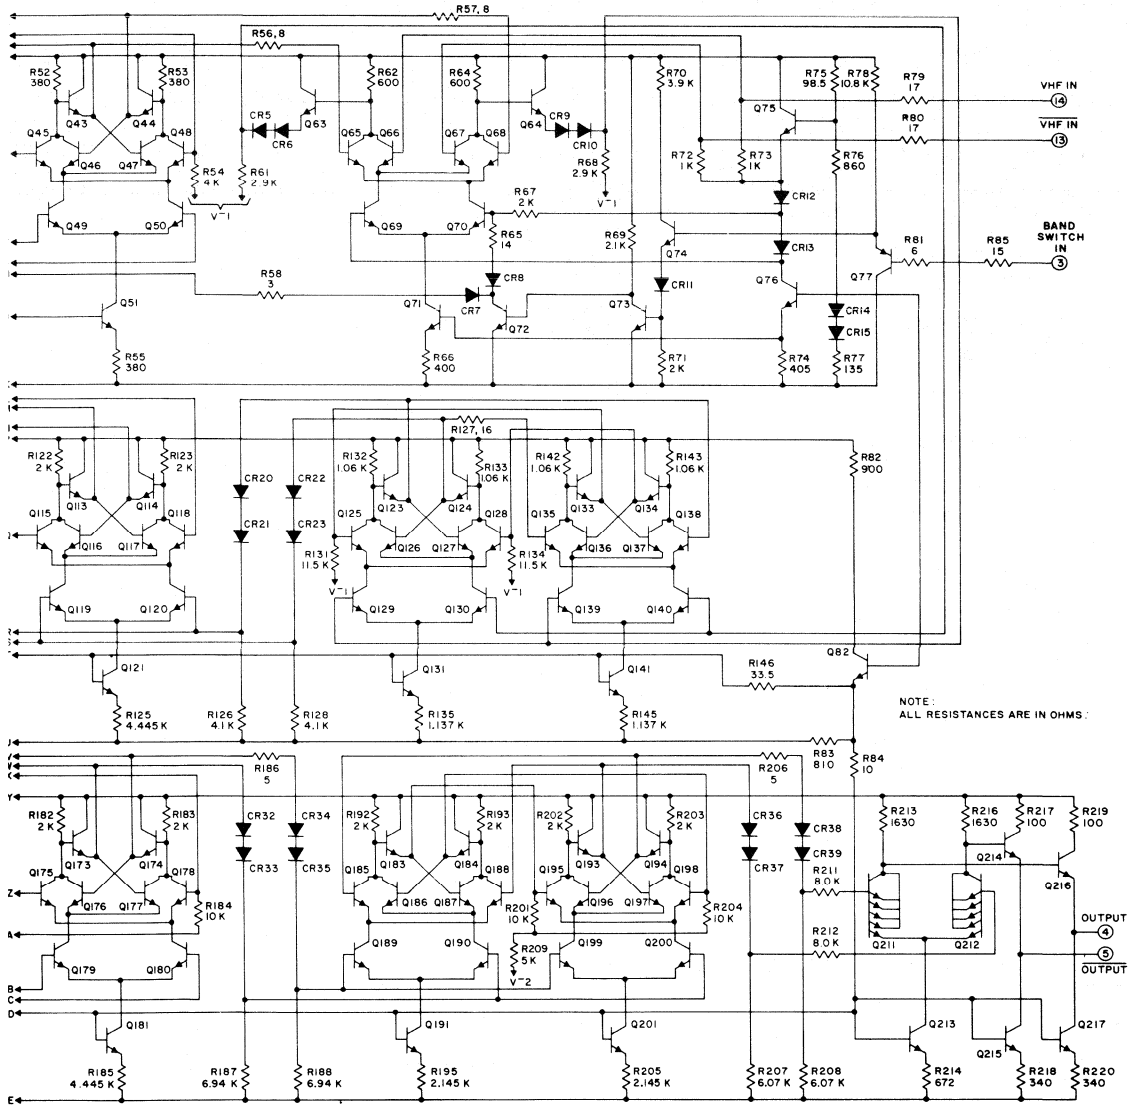 R57, 8
R56, 8
R52
380
R53
380
R62
600
R64
600
R70
3.9 K
R75
98.5
R78
10.8 K
R79
17
VHF IN
14
Q43
Q44
CR5
Q63
CR9
Q64
Q75
R80
17
VHF IN
13
Q45
Q48
CR6
Q65
Q66
Q67
Q68
CR10
Q46
Q47
R54
4 K
R61
2.9 K
R68
2.9 K
R72
1 K
R73
1 K
R76
860
V-1
V-1
R67
2 K
CR12
Q49
Q50
Q69
Q70
R65
14
R69
2.1 K
Q74
CR13
Q77
R81
6
R85
15
BAND
SWITCH
IN
3
R58
3
CR8
CR7
CR11
Q76
Q51
Q71
Q72
Q73
CR14
CR15
R55
380
R66
400
R71
2 K
R74
405
R77
135
R127, 16
R122
2 K
R123
2 K
R132
1.06 K
R133
1.06 K
R142
1.06 K
R143
1.06 K
R82
900
CR20
CR22
Q113
Q114
Q123
Q124
Q133
Q134
Q115
Q118
CR21
CR23
Q125
Q128
Q135
Q138
Q116
Q117
Q126
Q127
Q136
Q137
R131
11.5 K
R134
11.5 K
V-1
V-1
Q119
Q120
Q129
Q130
Q139
Q140
R
S
Q121
Q131
Q141
R146
33.5
Q82
NOTE:
ALL RESISTANCES ARE IN OHMS.
R125
4.445 K
R126
4.1 K
R128
4.1 K
R135
1.137 K
R145
1.137 K
U
V
W
X
R186
5
R206
5
R83
810
R84
10
Y
R182
2 K
R183
2 K
CR32
CR34
R192
2 K
R193
2 K
R202
2 K
R203
2 K
CR36
CR38
R213
1630
R216
1630
R217
100
R219
100
Q173
Q174
CR33
CR35
Q183
Q184
Q193
Q194
CR37
CR39
Q214
Q175
Q178
Q185
Q188
Q195
Q198
R211
8.0 K
Q216
Z
Q176
Q177
R184
10 K
Q186
Q187
R201
10 K
Q196
Q197
R204
10 K
A
R209
5 K
V-2
R212
8.0 K
Q211
Q212
OUTPUT
4
5
OUTPUT
Q179
Q180
Q189
Q190
Q199
Q200
B
C
D
Q181
Q191
Q201
Q213
Q215
Q217
R185
4.445 K
R187
6.94 K
R188
6.94 K
R195
2.145 K
R205
2.145 K
R207
6.07 K
R208
6.07 K
R214
672
R218
340
R220
340
E